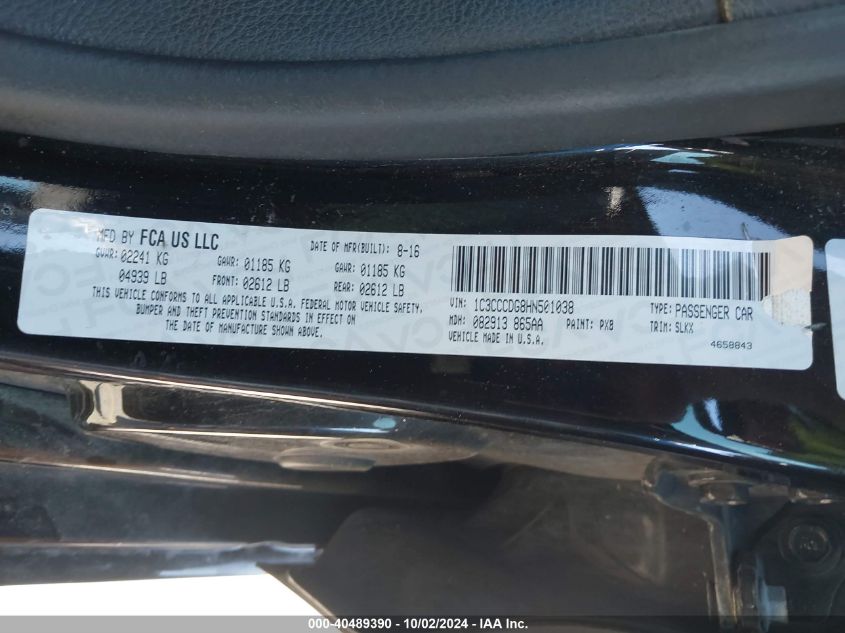 MFD BY FCA US LLC
DATE OF MFR(BUILT): 8-16
GVWR: 02241 KG GAWR: 01185 KG GAWR: 01185 KG
04939 LB FRONT: 02612 LB REAR: 02612 LB
THIS VEHICLE CONFORMS TO ALL APPLICABLE U.S.A. FEDERAL MOTOR VEHICLE SAFETY,
BUMPER AND THEFT PREVENTION STANDARDS IN EFFECT ON
THE DATE OF MANUFACTURE SHOWN ABOVE.
VIN: 1C3CCCDG8HN501038 TYPE: PASSENGER CAR
MDH: 082913 865AA PAINT: PX8 TRIM: SLKX
VEHICLE MADE IN U.S.A. 4658843
000-40489390 - 10/02/2024 - IAA Inc.